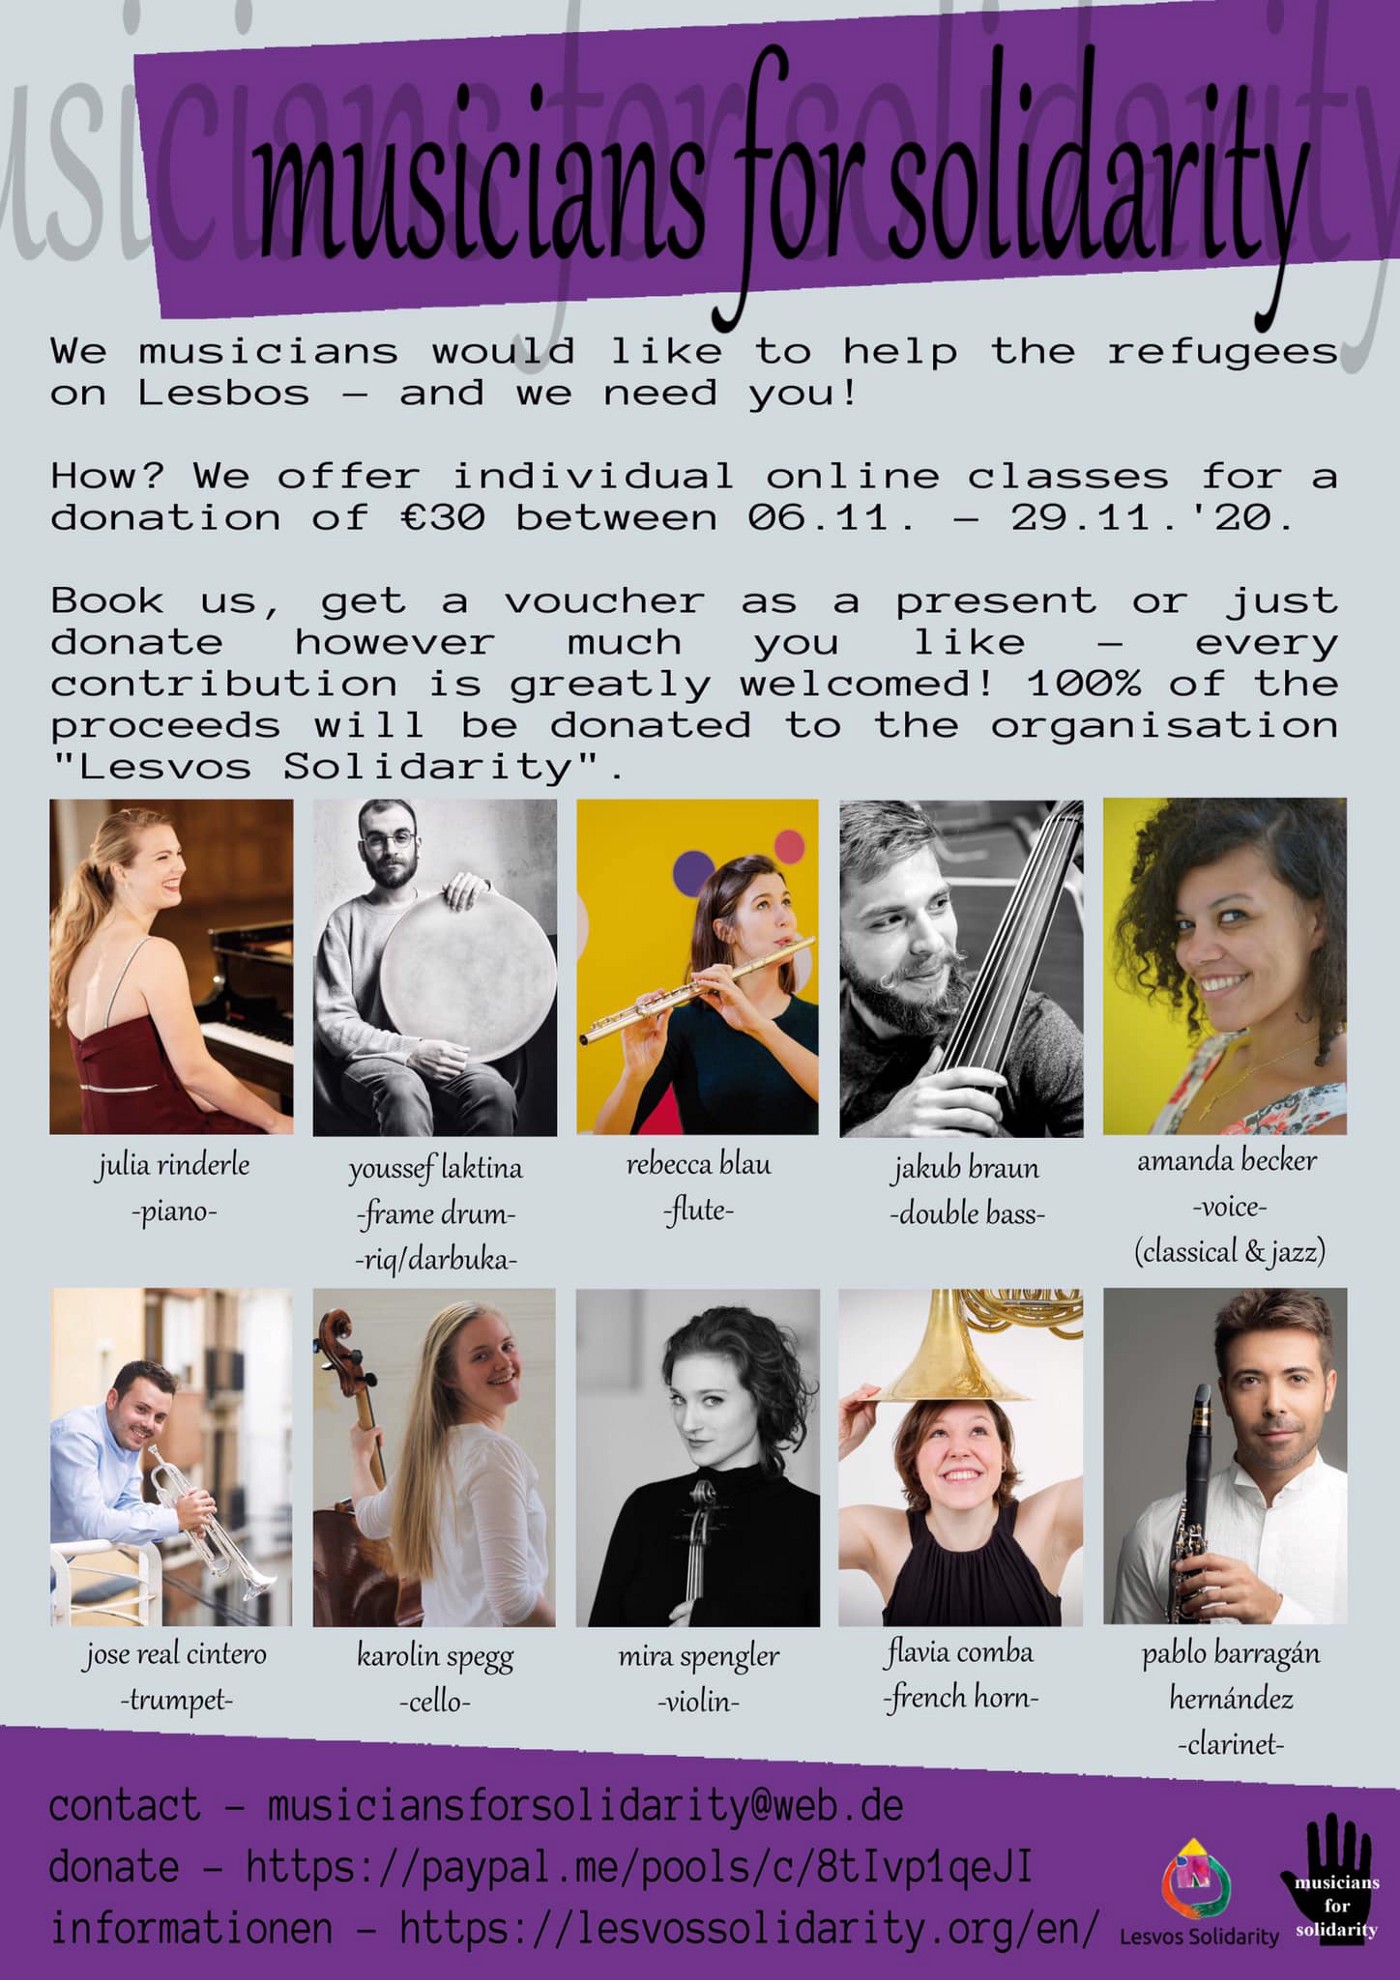 musicians for solidarity
We musicians would like to help the refugees
on Lesbos – and we need you!
How? We offer individual online classes for a
donation of €30 between 06.11. – 29.11.'20.
Book us, get a voucher as a present or just
donate however much you like – every
contribution is greatly welcomed! 100% of the
proceeds will be donated to the organisation
"Lesvos Solidarity".
julia rinderle
-piano-
youssef laktina
-frame drum-
-riq/darbuka-
rebecca blau
-flute-
jakub braun
-double bass-
amanda becker
-voice-
(classical & jazz)
jose real cintero
-trumpet-
karolin spegg
-cello-
mira spengler
-violin-
flavia comba
-french horn-
pablo barragán
hernández
-clarinet-
contact – musiciansforsolidarity@web.de
donate – https://paypal.me/pools/c/8tIvp1qeJI
informationen – https://lesvossolidarity.org/en/
Lesvos Solidarity
musicians
for
solidarity